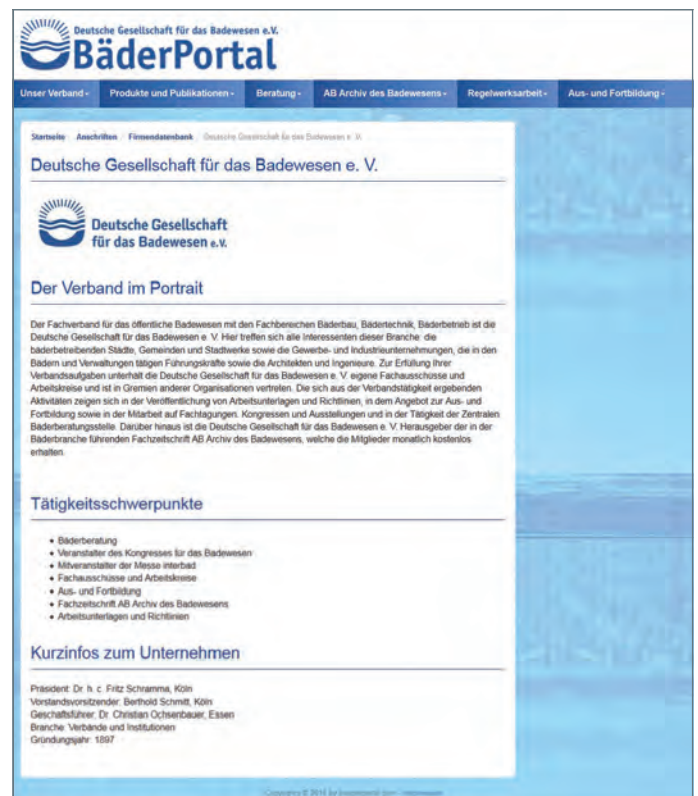 Deutsche Gesellschaft für das Badewesen e.V.
BäderPortal
Unser Verband
Produkte und Publikationen
Beratung
AB Archiv des Badewesens
Regelwerksarbeit
Aus- und Fortbildung
Startseite / Anschriften / Firmendatenbank / Deutsche Gesellschaft für das Badewesen e. V.
Deutsche Gesellschaft für das Badewesen e. V.
Deutsche Gesellschaft
für das Badewesen e.V.
Der Verband im Portrait
Der Fachverband für das öffentliche Badewesen mit den Fachbereichen Bäderbau, Bädertechnik, Bäderbetrieb ist die
Deutsche Gesellschaft für das Badewesen e. V. Hier treffen sich alle Interessenten dieser Branche: die
bäderbetreibenden Städte, Gemeinden und Stadtwerke sowie die Gewerbe- und Industrieunternehmungen, die in den
Bädern und Verwaltungen tätigen Führungskräfte sowie die Architekten und Ingenieure. Zur Erfüllung ihrer
Verbandsaufgaben unterhält die Deutsche Gesellschaft für das Badewesen e. V. eigene Fachausschüsse und
Arbeitskreise und ist in Gremien anderer Organisationen vertreten. Die sich aus der Verbandstätigkeit ergebenden
Aktivitäten zeigen sich in der Veröffentlichung von Arbeitsunterlagen und Richtlinien, in dem Angebot zur Aus- und
Fortbildung sowie in der Mitarbeit auf Fachtagungen, Kongressen und Ausstellungen und in der Tätigkeit der Zentralen
Bäderberatungsstelle. Darüber hinaus ist die Deutsche Gesellschaft für das Badewesen e. V. Herausgeber der in der
Bäderbranche führenden Fachzeitschrift AB Archiv des Badewesens, welche die Mitglieder monatlich kostenlos
erhalten.
Tätigkeitsschwerpunkte
• Bäderberatung
• Veranstalter des Kongresses für das Badewesen
• Mitveranstalter der Messe interbad
• Fachausschüsse und Arbeitskreise
• Aus- und Fortbildung
• Fachzeitschrift AB Archiv des Badewesens
• Arbeitsunterlagen und Richtlinien
Kurzinfos zum Unternehmen
Präsident: Dr. h. c. Fritz Schramma, Köln
Vorstandsvorsitzender: Berthold Schmitt, Köln
Geschäftsführer: Dr. Christian Ochsenbauer, Essen
Branche: Verbände und Institutionen
Gründungsjahr: 1897